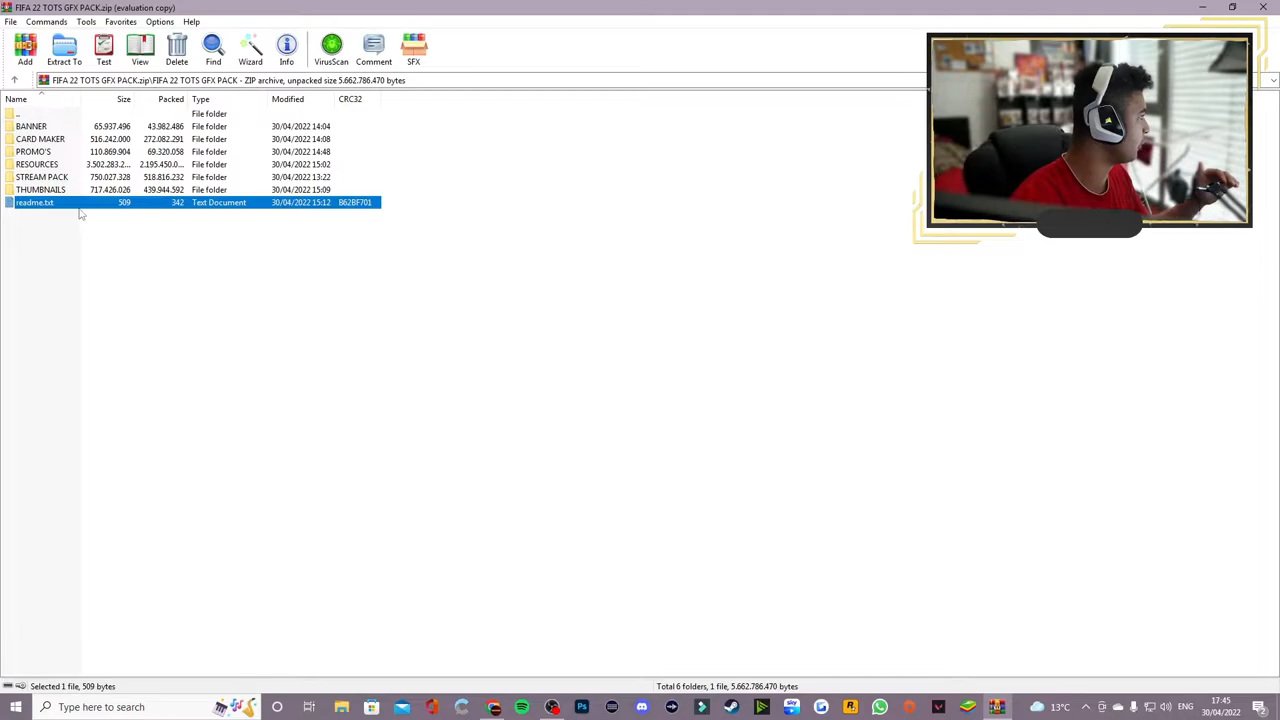 FIFA 22 TOTS GFX PACK.zip (evaluation copy)
File Commands Tools Favorites Options Help
Add Extract To Test View Delete Find Wizard Info VirusScan Comment SFX
FIFA 22 TOTS GFX PACK.zip\FIFA 22 TOTS GFX PACK - ZIP archive, unpacked size 5.662.786.470 bytes
Name Size Packed Type Modified CRC32
.. File folder
BANNER 65.937.496 43.982.486 File folder 30/04/2022 14:04
CARD MAKER 516.242.000 272.082.291 File folder 30/04/2022 14:08
PROMO'S 110.869.904 69.320.058 File folder 30/04/2022 14:48
RESOURCES 3.502.283.2... 2.195.450.0... File folder 30/04/2022 15:02
STREAM PACK 750.027.328 518.816.232 File folder 30/04/2022 13:22
THUMBNAILS 717.426.026 439.944.592 File folder 30/04/2022 15:09
readme.txt 509 342 Text Document 30/04/2022 15:12 B62BF701
Selected 1 file, 509 bytes
Total 6 folders, 1 file, 5.662.786.470 bytes
Type here to search
13°C
ENG
17:45
30/04/2022